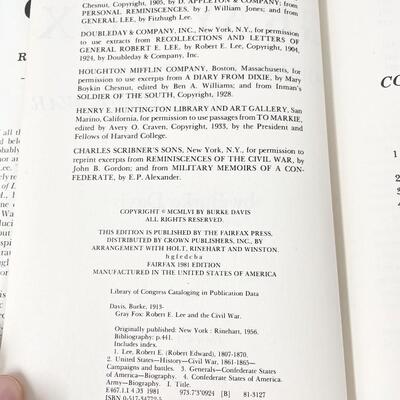 Chesnut, Copyright, 1905, by D. APPLETON & COMPANY; from
PERSONAL REMINISCENCES, by J. William Jones; and from
GENERAL LEE, by Fitzhugh Lee.
DOUBLEDAY & COMPANY, INC., New York, N.Y., for permission
to use extracts from RECOLLECTIONS AND LETTERS OF
GENERAL ROBERT E. LEE, by Robert E. Lee, Copyright, 1904,
1924, by Doubleday & Company, Inc.
HOUGHTON MIFFLIN COMPANY, Boston, Massachusetts, for
permission to use excerpts from A DIARY FROM DIXIE, by Mary
Boykin Chesnut, edited by Ben A. Williams; and from Inman's
SOLDIER OF THE SOUTH, 1928.
HENRY E. HUNTINGTON LIBRARY AND ART GALLERY, San
Marino, California, for permission to use passages from TO MARKIE,
edited by Avery O. Craven, Copyright, 1933, by the President and
Fellows of Harvard College.
CHARLES SCRIBNER'S SONS, New York, N.Y., for permission to
reprint excerpts from REMINISCENCES OF THE CIVIL WAR, by
John B. Gordon; and from MILITARY MEMOIRS OF A CON-
FEDERATE, by E.P. Alexander.
COPYRIGHT © MCMLVI BY BURKE DAVIS
ALL RIGHTS RESERVED.
THIS EDITION IS PUBLISHED BY THE FAIRFAX PRESS,
DISTRIBUTED BY CROWN PUBLISHERS, INC., BY
ARRANGEMENT WITH HOLT, RINEHART AND WINSTON.
h g f e d c b a
FAIRFAX 1981 EDITION
MANUFACTURED IN THE UNITED STATES OF AMERICA
Library of Congress Cataloging in Publication Data
Davis, Burke, 1913-
Gray Fox: Robert E. Lee and the Civil War.
Originally published: New York : Rinehart, 1956.
Bibliography: p.441.
Includes index.
1. Lee, Robert E. (Robert Edward), 1807-1870.
2. United States—History—Civil War, 1861-1865—
Campaigns and battles. 3. Generals—Confederate States of
America—Biography. 4. Confederate States of America.
Army—Biography. I. Title.
E467.1.L4 D3 1981 973.7'3'0924 [B] 81-3127
CO
1
2
3
4